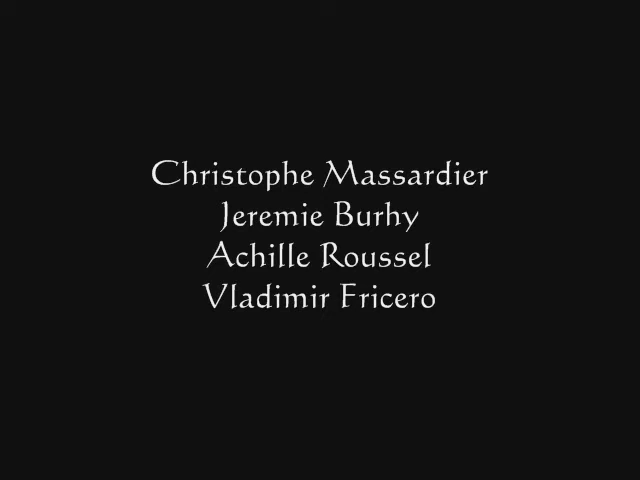 Christophe Massardier
Jeremie Burhy
Achille Roussel
Vladimir Fricero